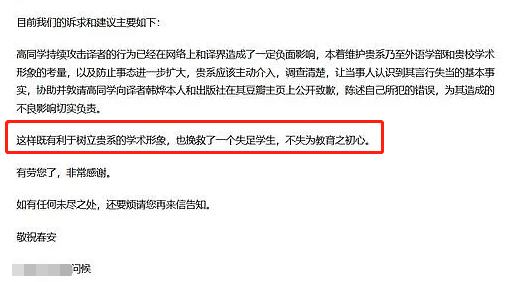 目前我们的诉求和建议主要如下：
高同学持续攻击译者的行为已经在网络上和译界造成了一定负面影响，本着维护贵系乃至外语学部和贵校学术
形象的考量，以及防止事态进一步扩大，贵系应该主动介入，调查清楚，让当事人认识到其言行失当的基本事
实，协助并敦请高同学向译者韩烨本人和出版社在其豆瓣主页上公开致歉，陈述自己所犯的错误，为其造成的
不良影响切实负责。
这样既有利于树立贵系的学术形象，也挽救了一个失足学生，不失为教育之初心。
有劳您了，非常感谢。
如有任何未尽之处，还要烦请您再来信告知。
敬祝春安
问候